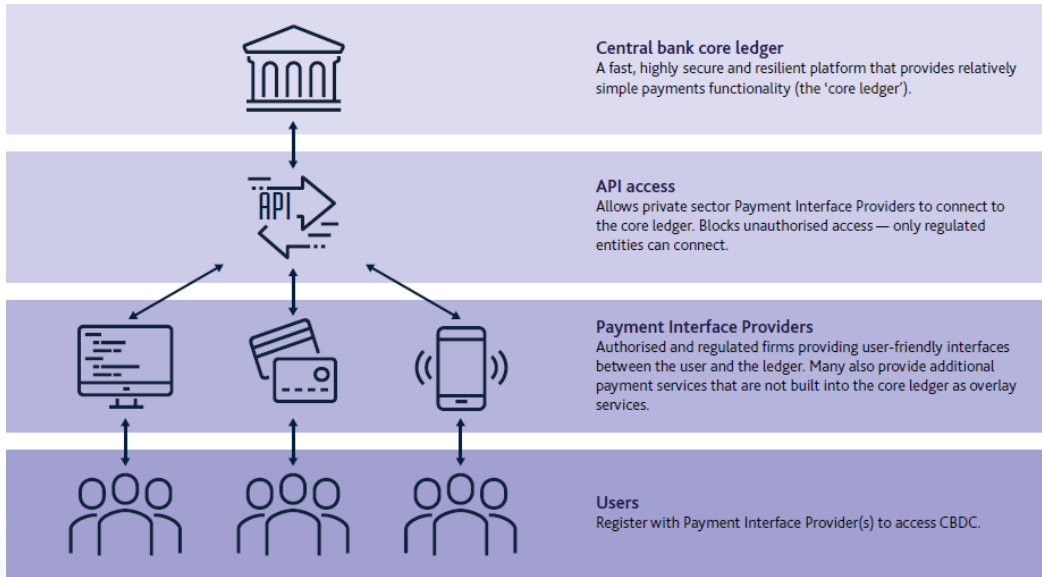 Central bank core ledger
A fast, highly secure and resilient platform that provides relatively
simple payments functionality (the ‘core ledger’).
API
API access
Allows private sector Payment Interface Providers to connect to
the core ledger. Blocks unauthorised access — only regulated
entities can connect.
Payment Interface Providers
Authorised and regulated firms providing user-friendly interfaces
between the user and the ledger. Many also provide additional
payment services that are not built into the core ledger as overlay
services.
Users
Register with Payment Interface Provider(s) to access CBDC.